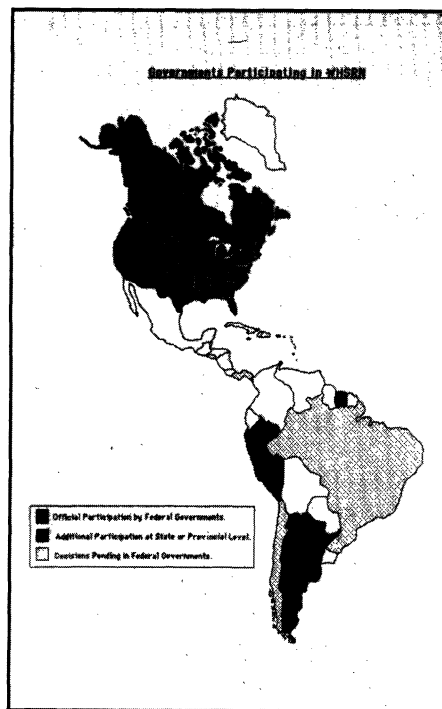 Governments Participating in WHSRN
Official Participation by Federal Governments.
Additional Participation at State or Provincial Level.
Decisions Pending in Federal Governments.